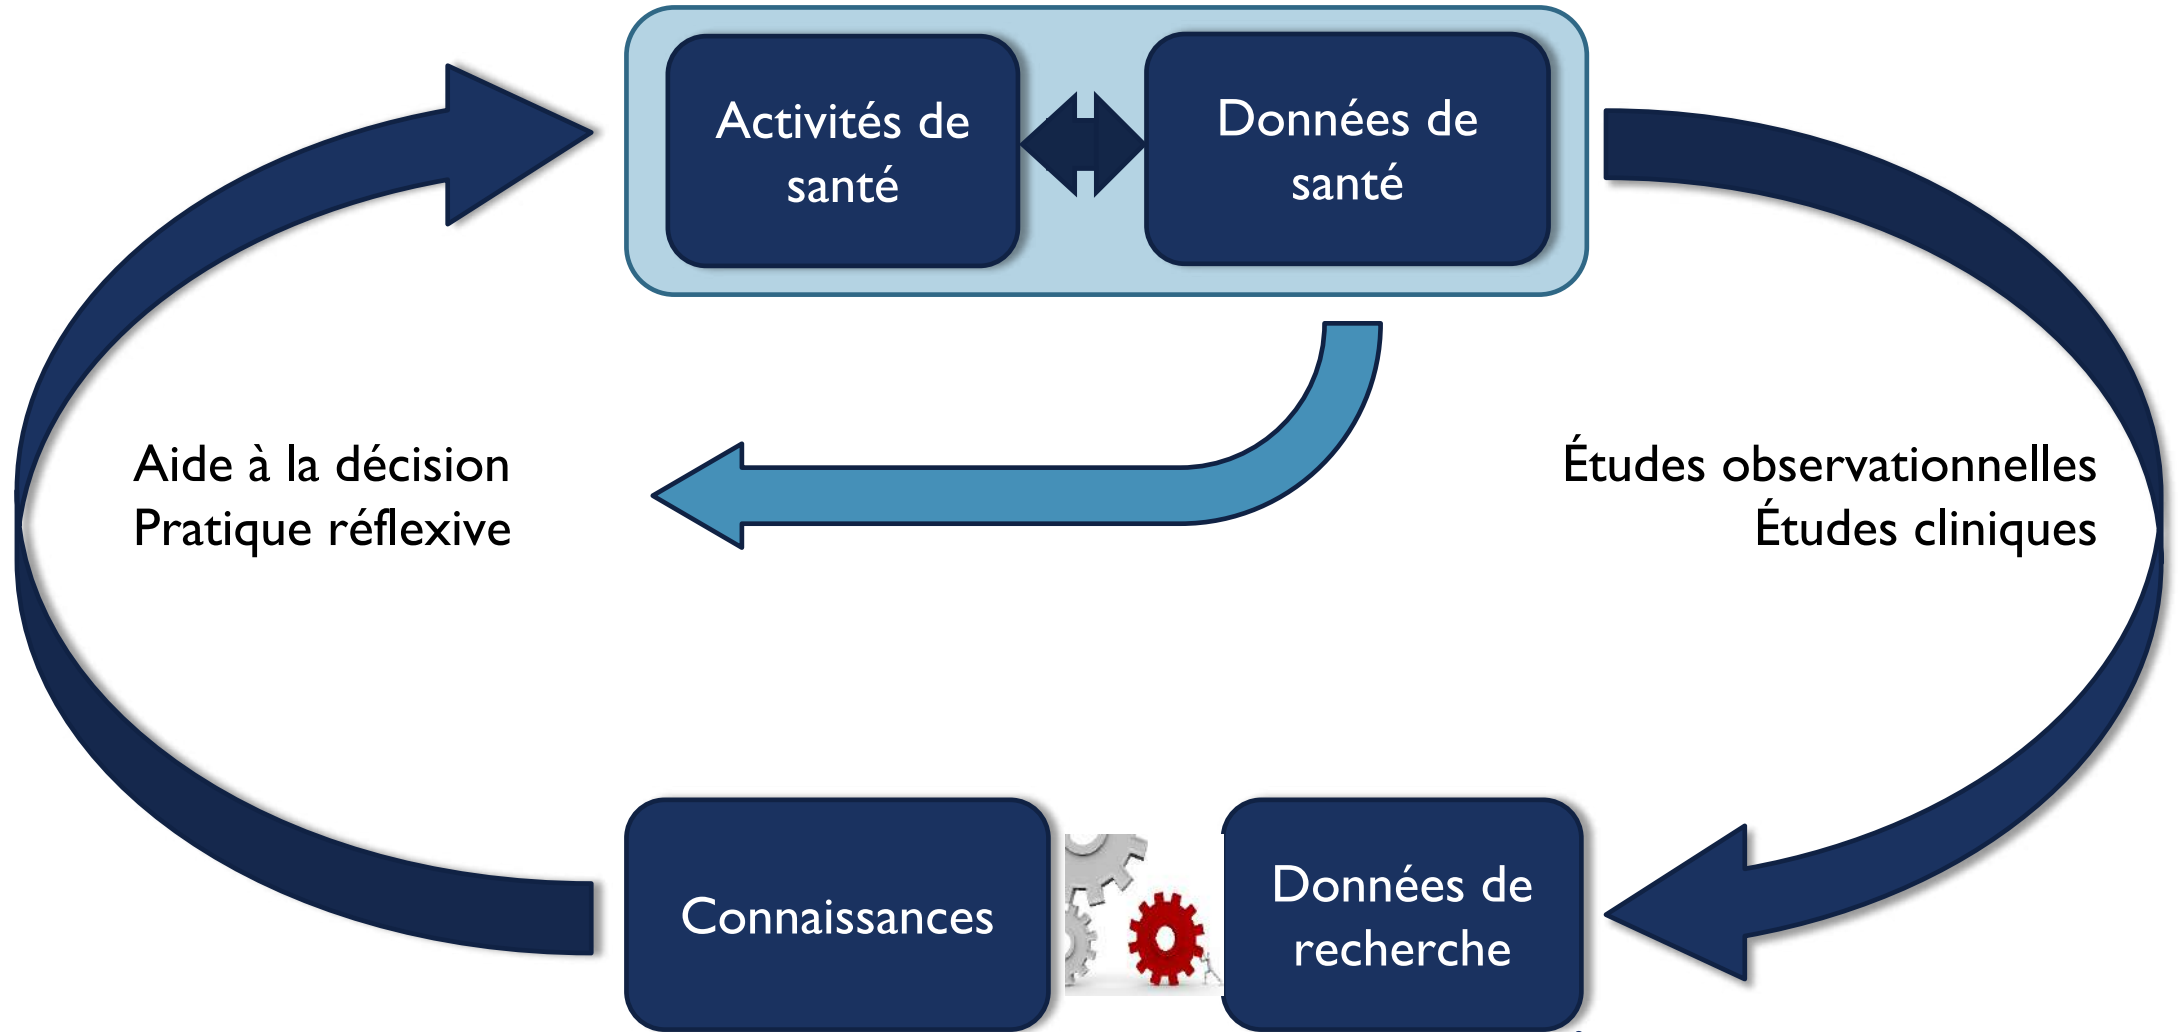 Activités de
santé
Données de
santé
Aide à la décision
Pratique réflexive
Études observationnelles
Études cliniques
Connaissances
Données de
recherche